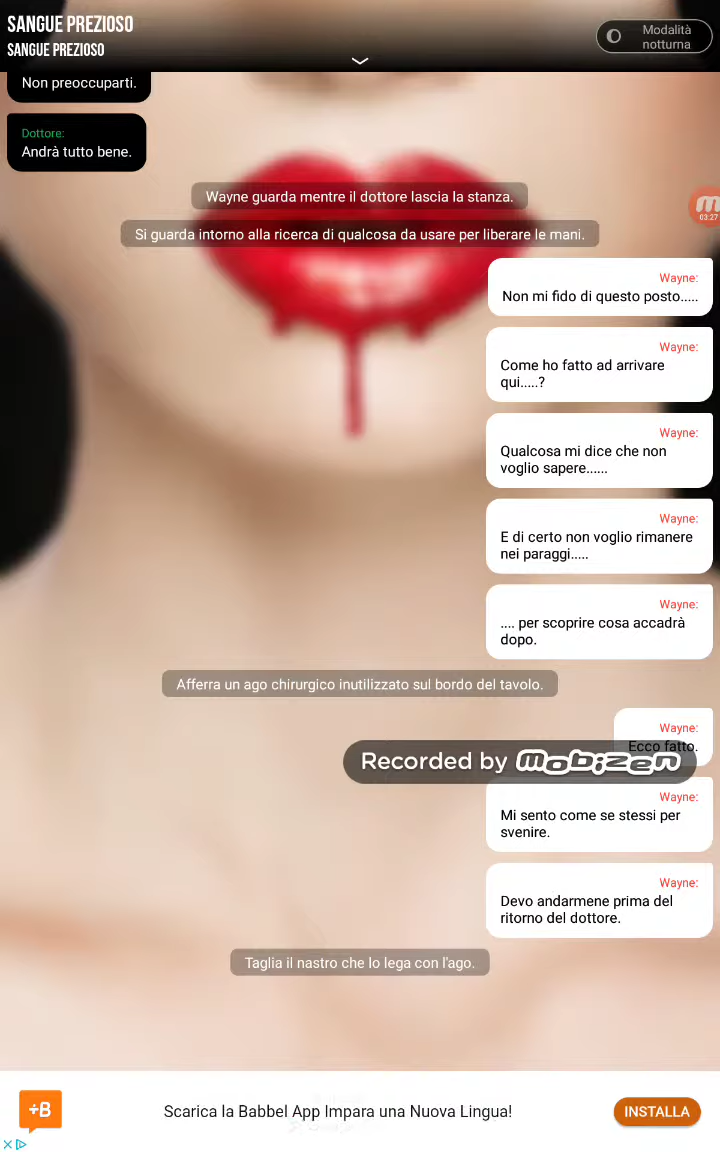 SANGUE PREZIOSO
SANGUE PREZIOSO
Modalità
notturna
Non preoccuparti.
Dottore:
Andrà tutto bene.
Wayne guarda mentre il dottore lascia la stanza.
03:27
Si guarda intorno alla ricerca di qualcosa da usare per liberare le mani.
Wayne:
Non mi fido di questo posto.....
Wayne:
Come ho fatto ad arrivare
qui.....?
Wayne:
Qualcosa mi dice che non
voglio sapere......
Wayne:
E di certo non voglio rimanere
nei paraggi.....
Wayne:
.... per scoprire cosa accadrà
dopo.
Afferra un ago chirurgico inutilizzato sul bordo del tavolo.
Wayne:
Ecco fatto.
Recorded by mobizen
Wayne:
Mi sento come se stessi per
svenire.
Wayne:
Devo andarmene prima del
ritorno del dottore.
Taglia il nastro che lo lega con l'ago.
+B
Scarica la Babbel App Impara una Nuova Lingua!
INSTALLA